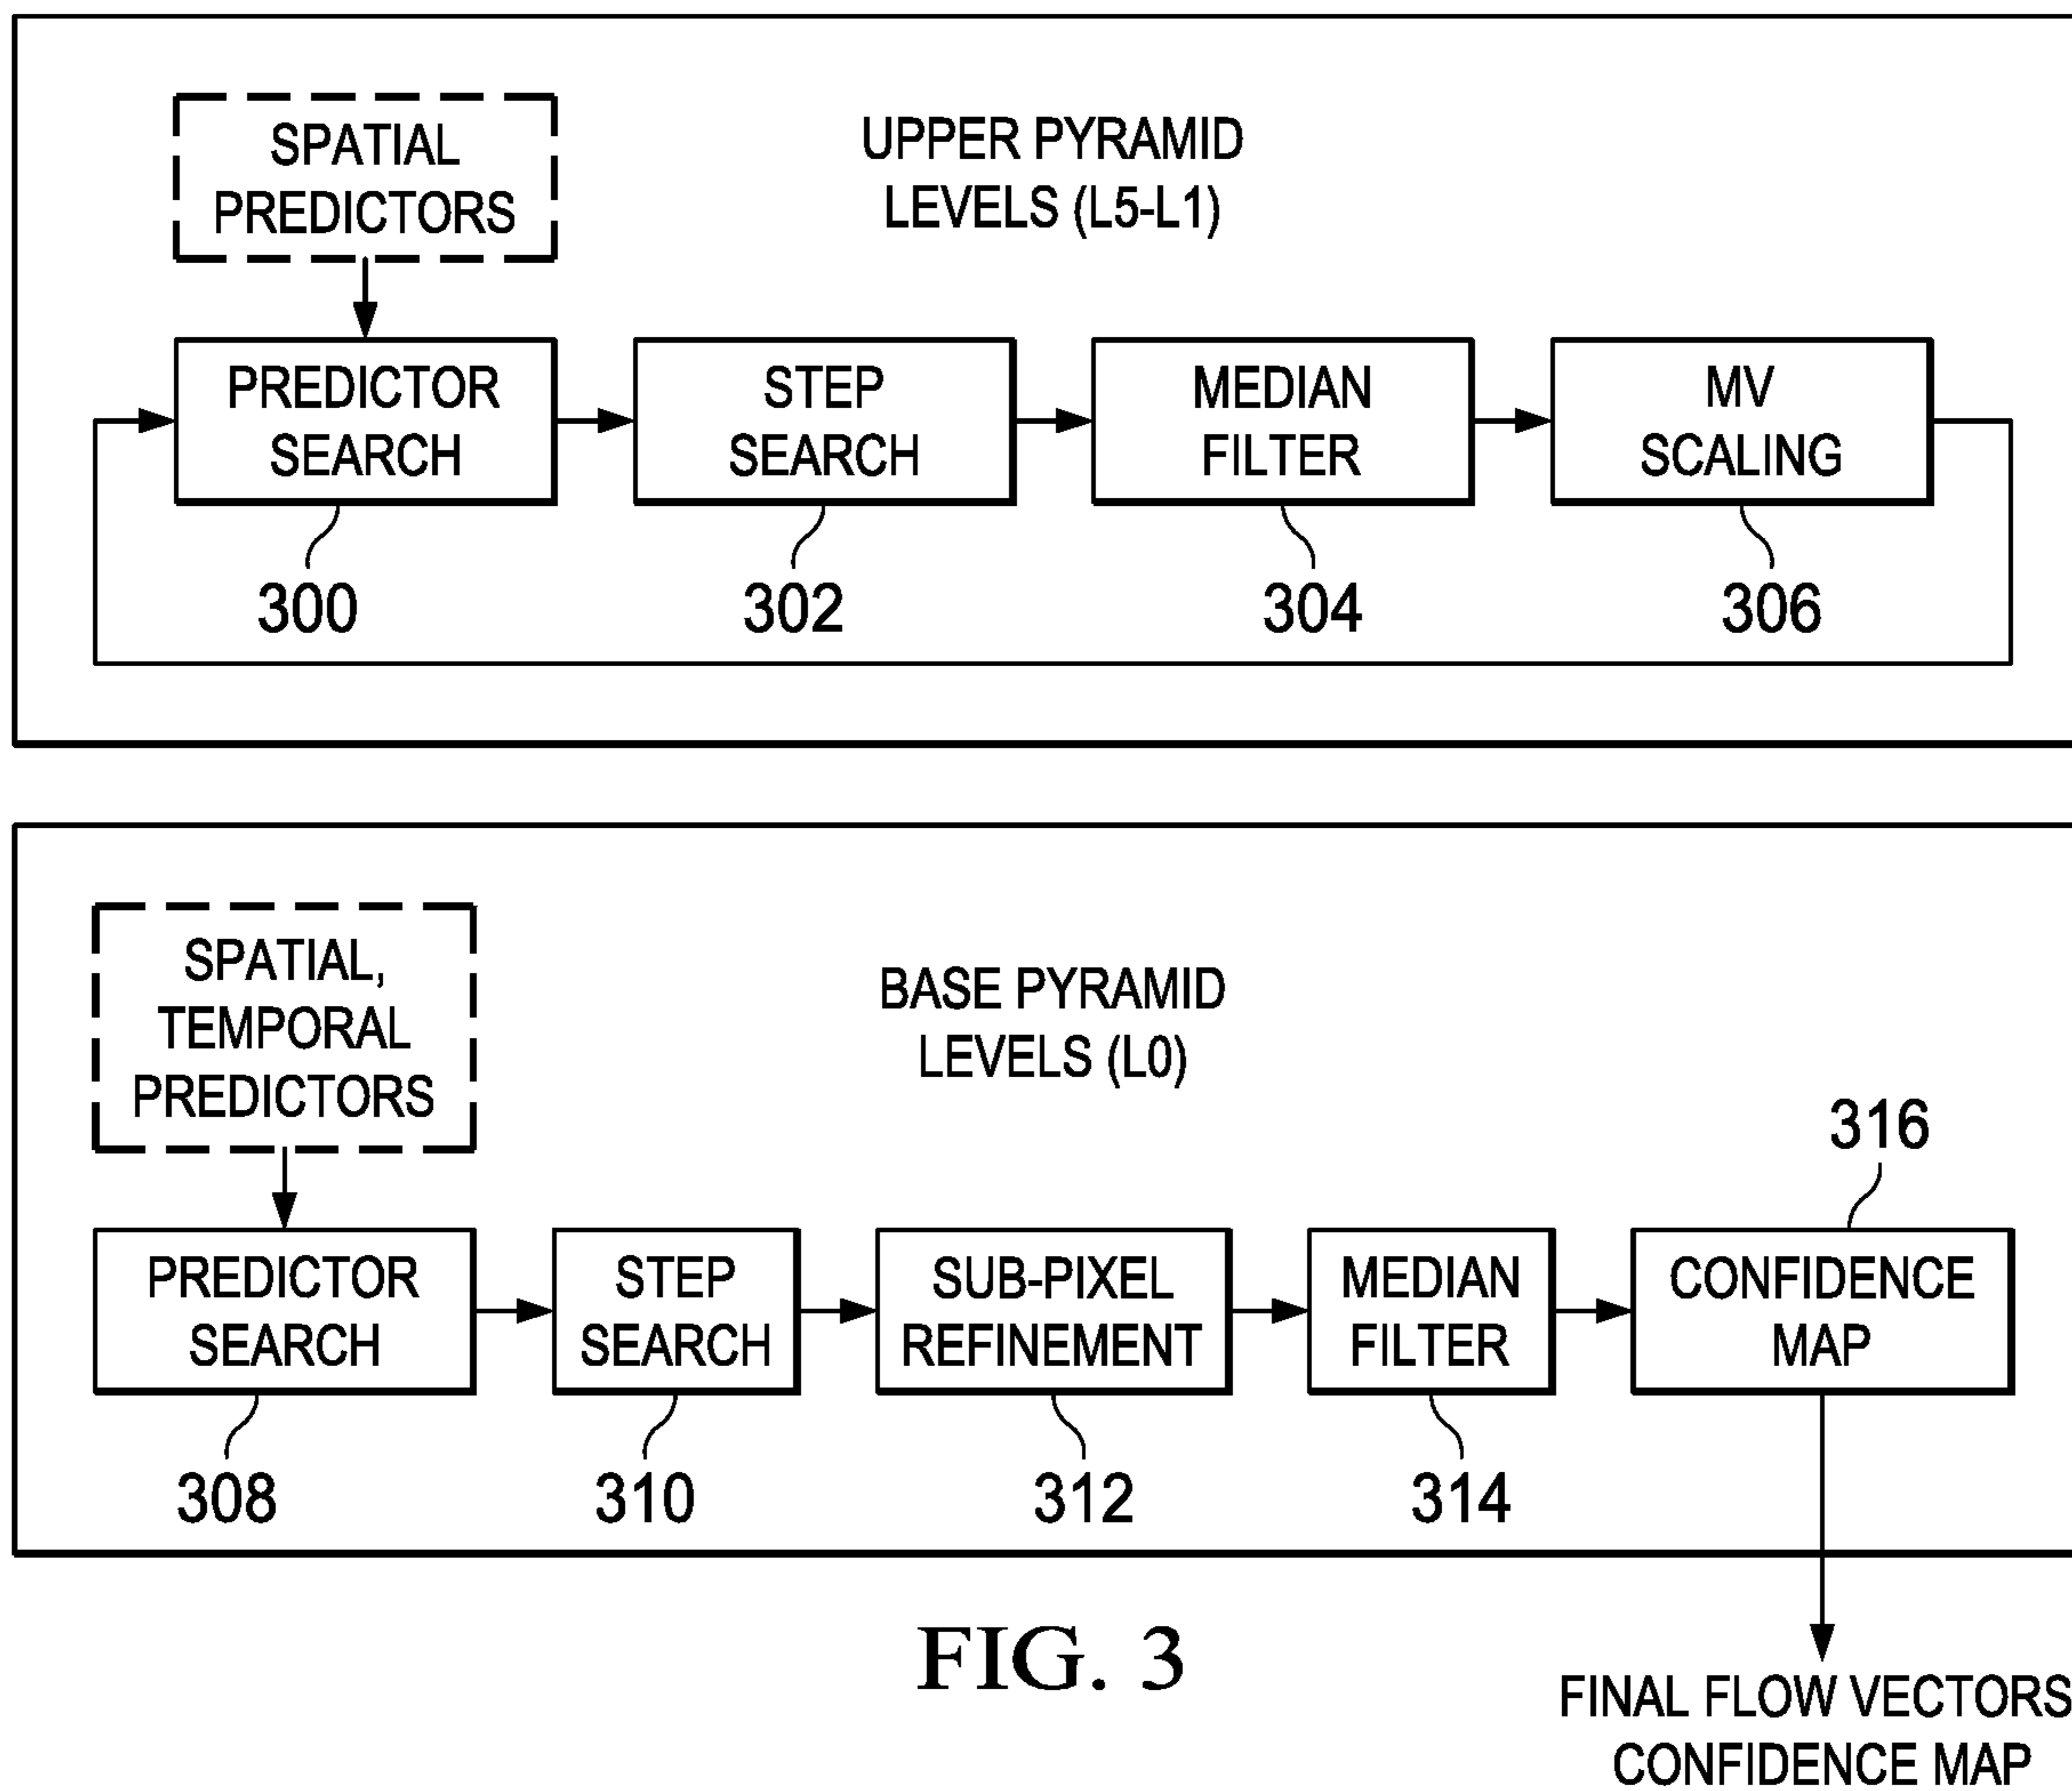 SPATIAL
PREDICTORS
UPPER PYRAMID
LEVELS (L5-L1)
PREDICTOR
SEARCH
STEP
SEARCH
MEDIAN
FILTER
MV
SCALING
300
302
304
306
SPATIAL,
TEMPORAL
PREDICTORS
BASE PYRAMID
LEVELS (L0)
316
PREDICTOR
SEARCH
STEP
SEARCH
SUB-PIXEL
REFINEMENT
MEDIAN
FILTER
CONFIDENCE
MAP
308
310
312
314
FIG. 3
FINAL FLOW VECTORS
CONFIDENCE MAP